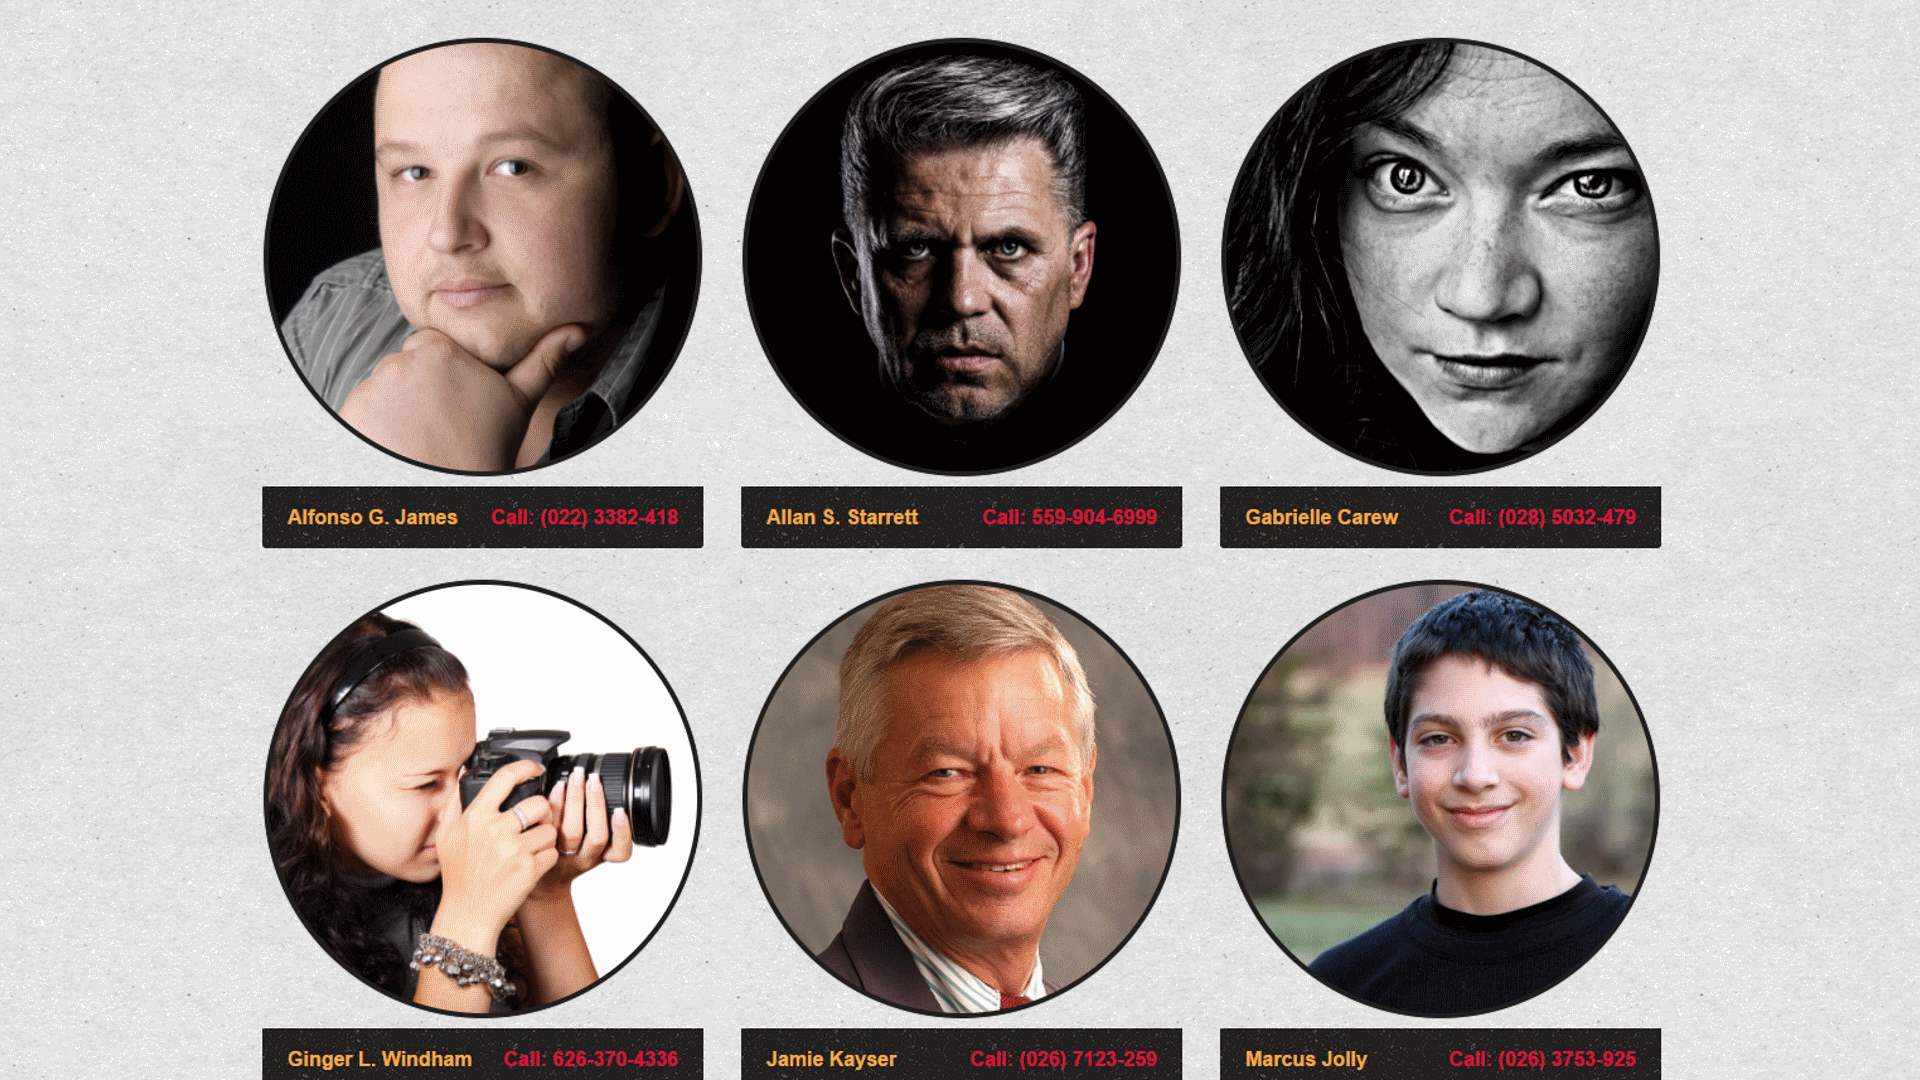 Alfonso G. James Call: (022) 3382-418
Allan S. Starrett Call: 559-904-6999
Gabrielle Carew Call: (028) 5032-479
Ginger L. Windham Call: 626-370-4336
Jamie Kayser Call: (026) 7123-259
Marcus Jolly Call: (026) 3753-925